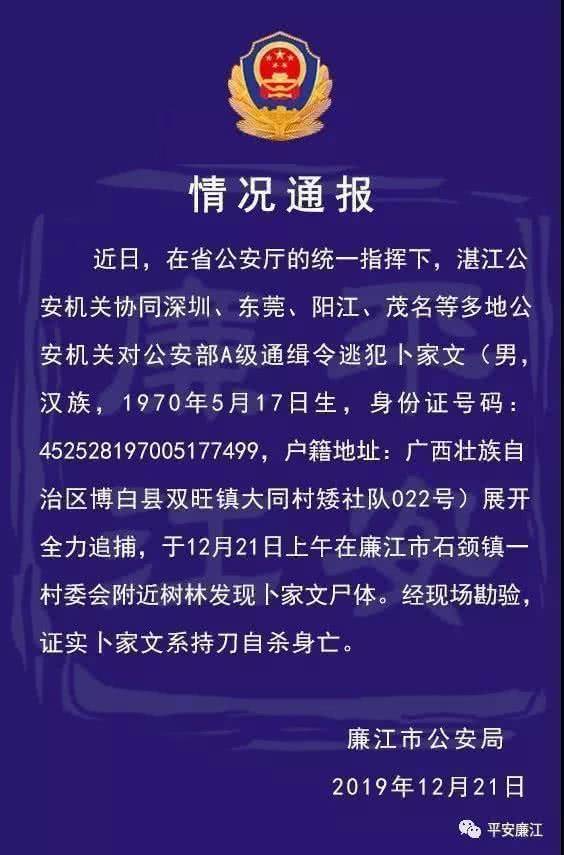 情况通报
近日，在省公安厅的统一指挥下，湛江公
安机关协同深圳、东莞、阳江、茂名等多地公
安机关对公安部A级通缉令逃犯卜家文（男，
汉族，1970年5月17日生，身份证号码：
452528197005177499，户籍地址：广西壮族自
治区博白县双旺镇大同村矮社队022号）展开
全力追捕，于12月21日上午在廉江市石颈镇一
村委会附近树林发现卜家文尸体。经现场勘验，
证实卜家文系持刀自杀身亡。
廉江市公安局
2019年12月21日
平安廉江
平安
廉江